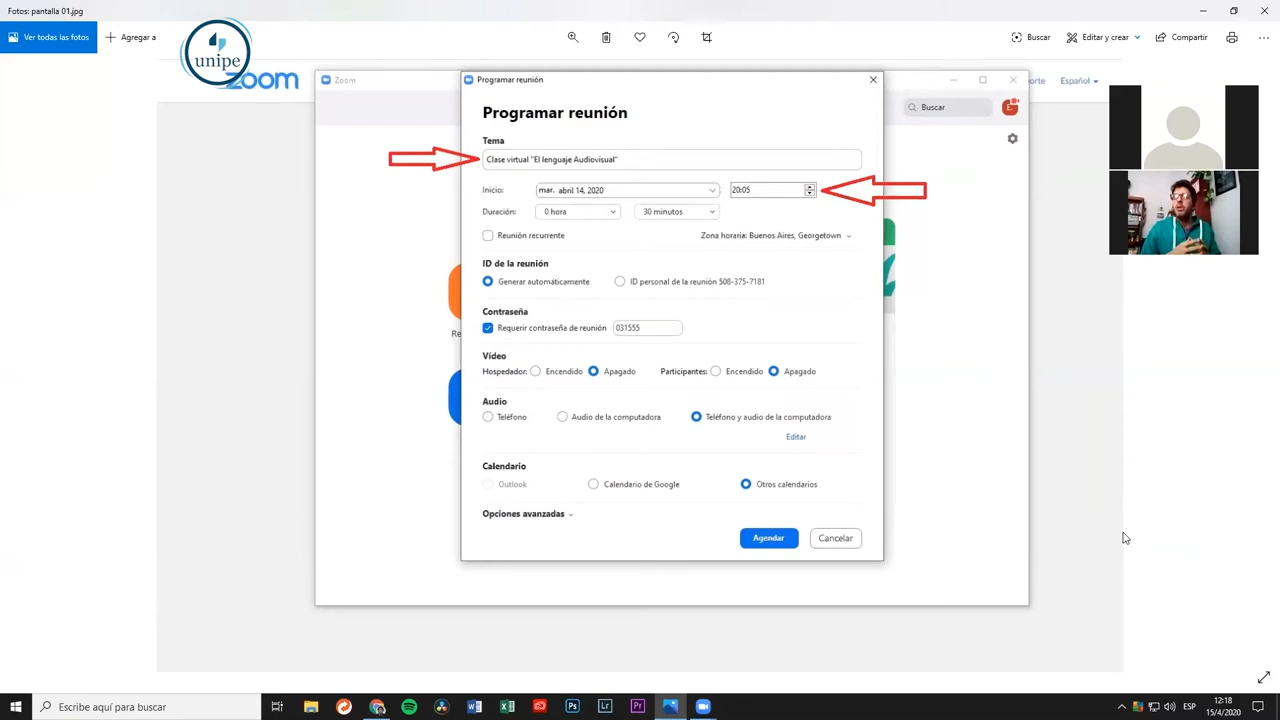 Fotos: pantalla 01.jpg
Ver todas las fotos
Agregar a
Buscar
Editar y crear
Compartir
unipe
zoom
Zoom
Programar reunión
Español
Buscar
Programar reunión
Tema
Clase virtual "El lenguaje Audiovisual"
Inicio: mar. abril 14, 2020 20:05
Duración: 0 hora 30 minutos
Reunión recurrente Zona horaria: Buenos Aires, Georgetown
ID de la reunión
Generar automáticamente ID personal de la reunión 508-375-7181
Contraseña
Requerir contraseña de reunión 031555
Vídeo
Hospedador: Encendido Apagado Participantes: Encendido Apagado
Audio
Teléfono Audio de la computadora Teléfono y audio de la computadora
Editar
Calendario
Outlook Calendario de Google Otros calendarios
Opciones avanzadas
Agendar Cancelar
Escribe aquí para buscar
12:18
ESP
15/4/2020